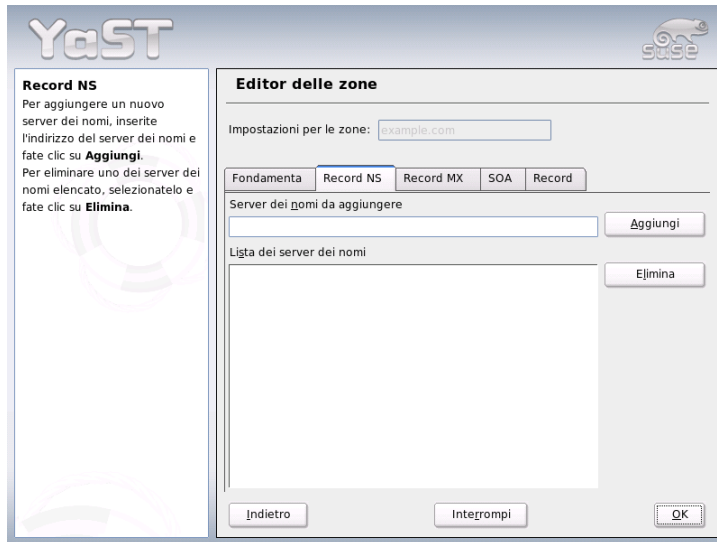 YaST
SUSE
Record NS
Per aggiungere un nuovo
server dei nomi, inserite
l'indirizzo del server dei nomi e
fate clic su Aggiungi.
Per eliminare uno dei server dei
nomi elencato, selezionatelo e
fate clic su Elimina.
Editor delle zone
Impostazioni per le zone: example.com
Fondamenta Record NS Record MX SOA Record
Server dei nomi da aggiungere
Aggiungi
Lista dei server dei nomi
Elimina
Indietro Interrompi OK